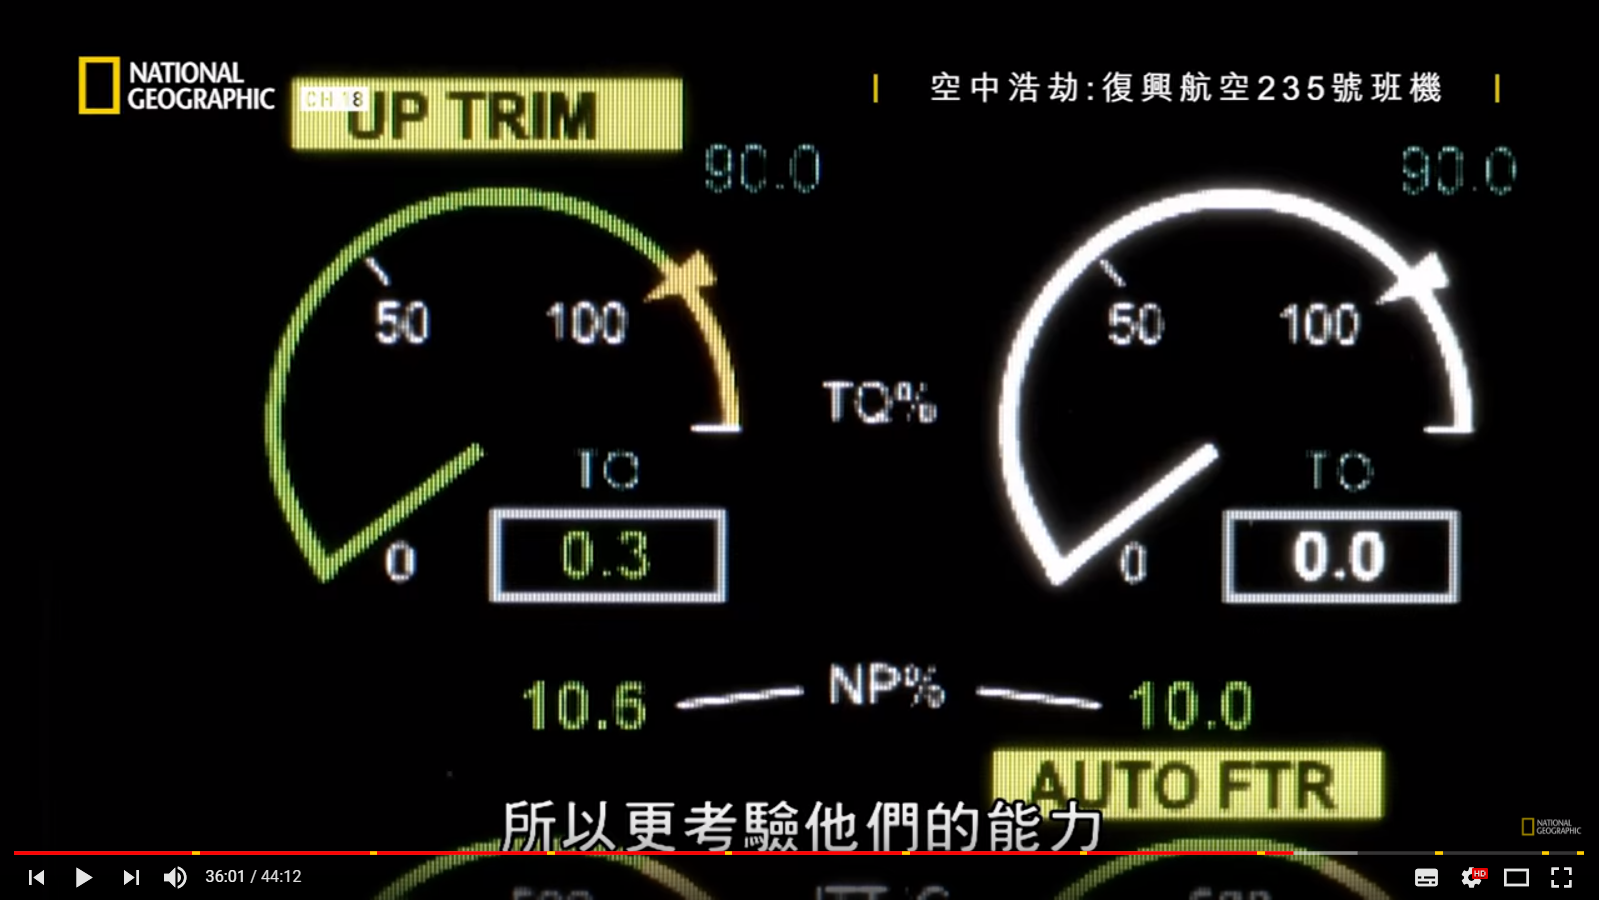 NATIONAL
GEOGRAPHIC
CH 18
UP TRIM
空中浩劫:復興航空235號班機
90.0
90.0
50
100
50
100
TQ%
TO
TO
0
0.3
0
0.0
10.6
NP%
10.0
AUTO FTR
所以更考驗他們的能力
NATIONAL
GEOGRAPHIC
36:01 / 44:12
HD